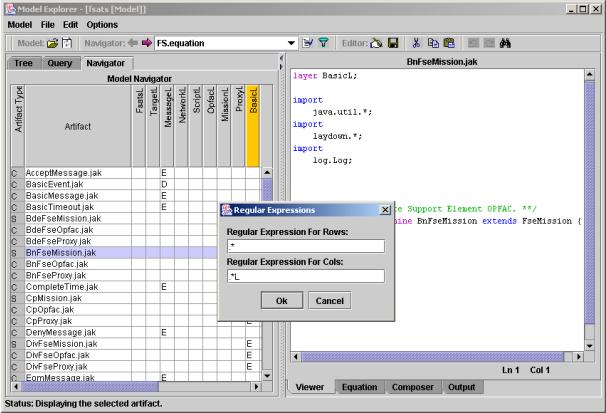 Model Explorer - [fsats [Model]]
Model File Edit Options
Model: Navigator: FS.equation Editor:
Tree Query Navigator
Model Navigator
Artifact Type
Artifact
FsatsL
TargetL
MessageL
NetworkL
ScriptL
OpfacL
MissionL
ProxyL
BasicL
C AcceptMessage.jak E
C BasicEvent.jak D
C BasicMessage.jak E
C BasicTimeout.jak E
S BdeFseMission.jak
C BdeFseOpfac.jak
C BdeFseProxy.jak
S BnFseMission.jak
C BnFseOpfac.jak
C BnFseProxy.jak
C CompleteTime.jak E
S CpMission.jak
C CpOpfac.jak
C CpProxy.jak E
C DenyMessage.jak E
S DivFseMission.jak E
C DivFseOpfac.jak E
C DivFseProxy.jak E
C EomMessage.jak E
BnFseMission.jak
layer BasicL;
import
java.util.*;
import
laydown.*;
import
log.Log;
te Support Element OPFAC. **/
hine BnFseMission extends FseMission {
Ln 1 Col 1
Viewer Equation Composer Output
Regular Expressions
Regular Expression For Rows:
.*
Regular Expression For Cols:
.*L
Ok Cancel
Status: Displaying the selected artifact.